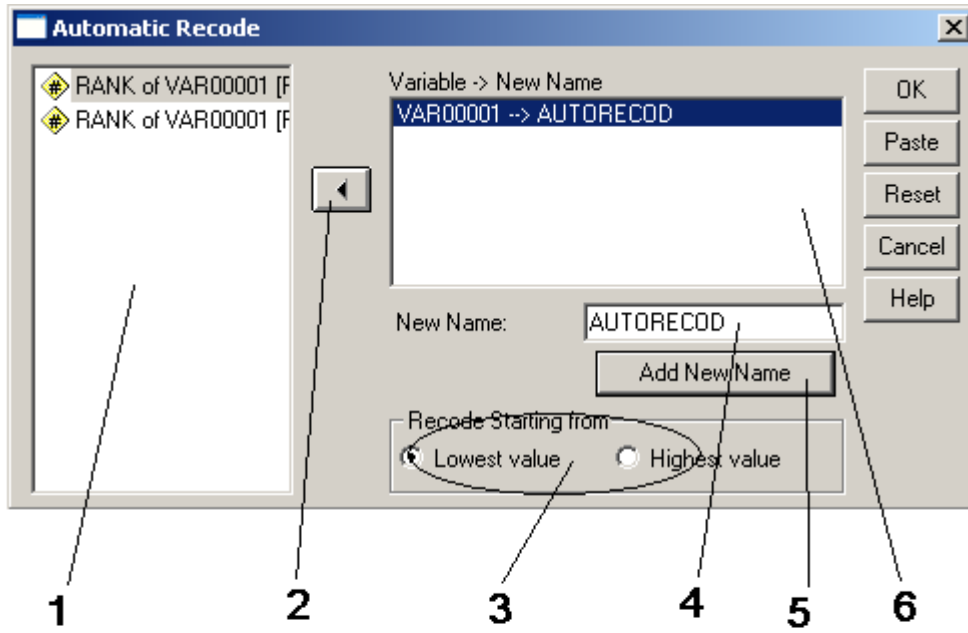 Automatic Recode
RANK of VAR00001 [F
RANK of VAR00001 [F
Variable -> New Name
VAR00001 --> AUTORECOD
New Name:
AUTORECOD
Add New Name
Recode Starting from
Lowest value
Highest value
OK
Paste
Reset
Cancel
Help
1
2
3
4
5
6